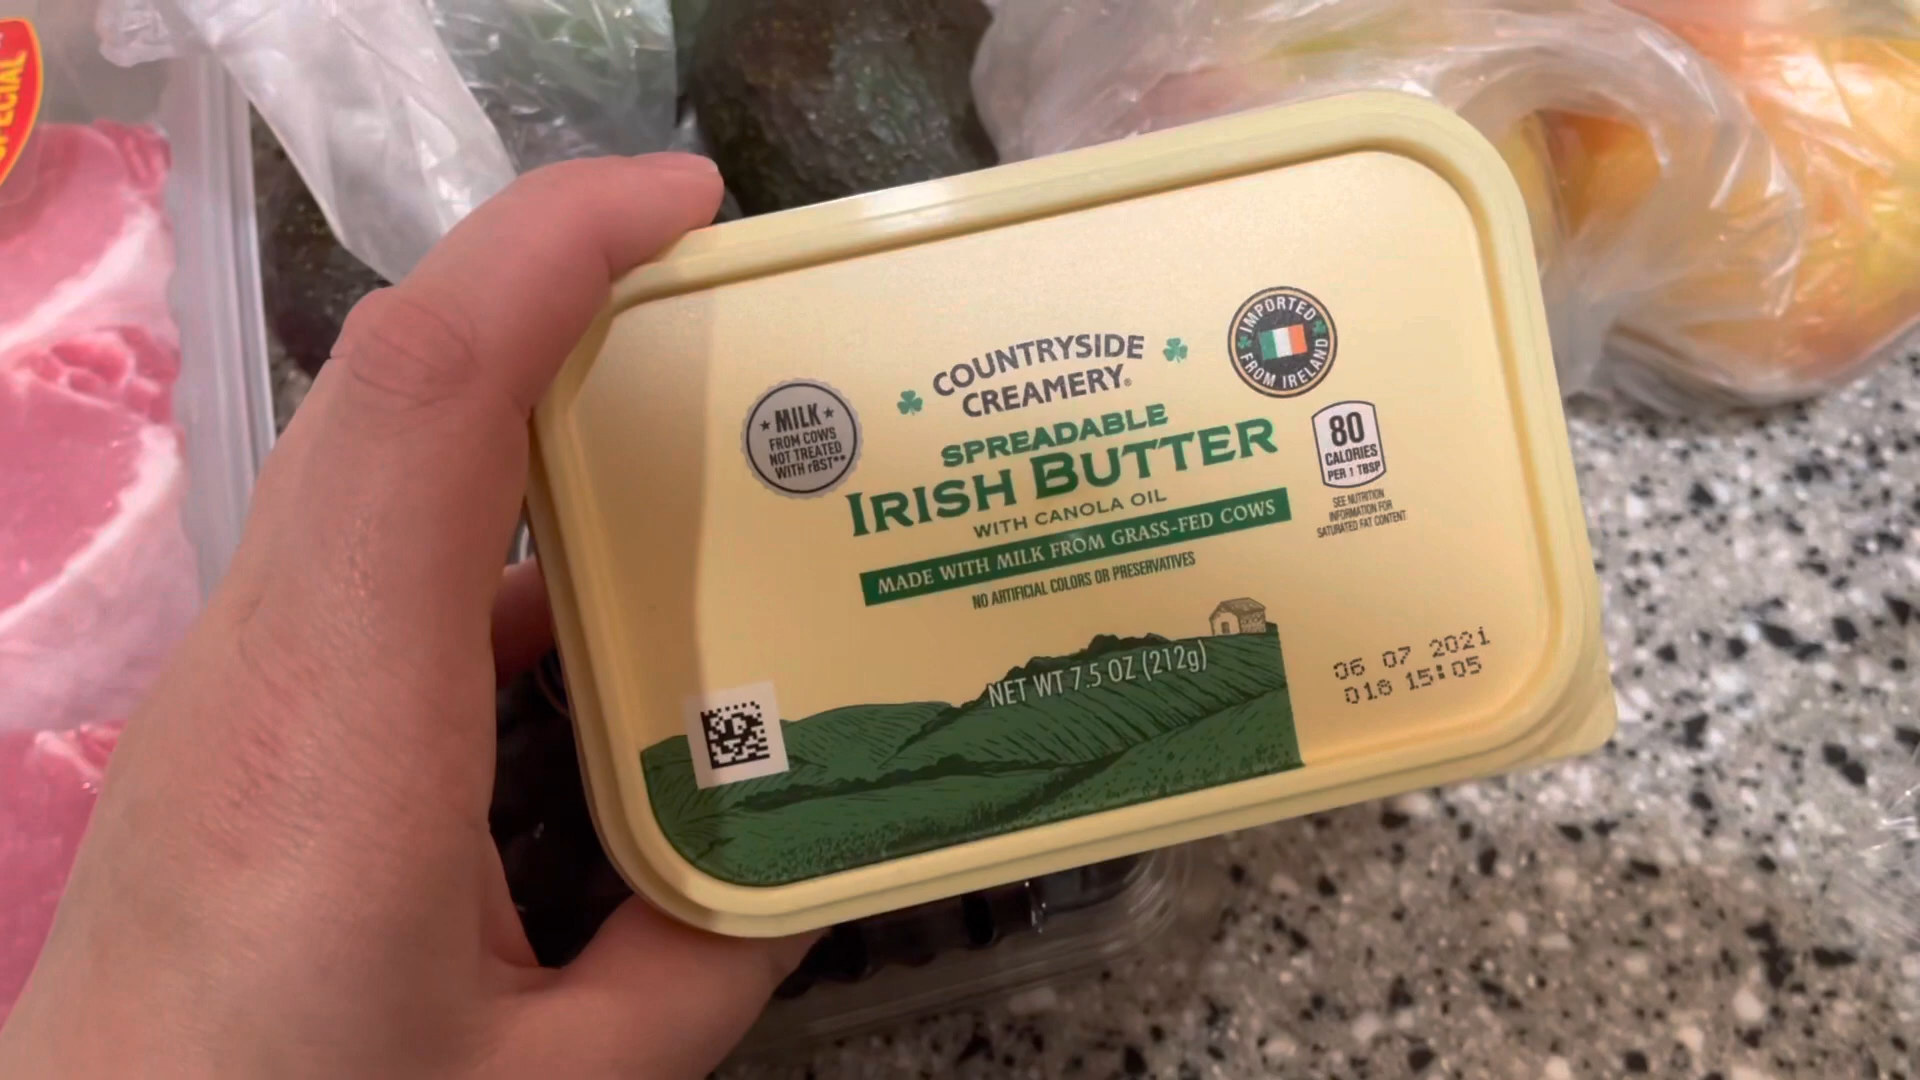 SPECIAL
COUNTRYSIDE
CREAMERY®
IMPORTED
FROM IRELAND
★ MILK ★
FROM COWS
NOT TREATED
WITH rBST**
SPREADABLE
IRISH BUTTER
WITH CANOLA OIL
MADE WITH MILK FROM GRASS-FED COWS
NO ARTIFICIAL COLORS OR PRESERVATIVES
80
CALORIES
PER 1 TBSP
SEE NUTRITION
INFORMATION FOR
SATURATED FAT CONTENT
NET WT 7.5 OZ (212g)
06 07 2021
018 15:05